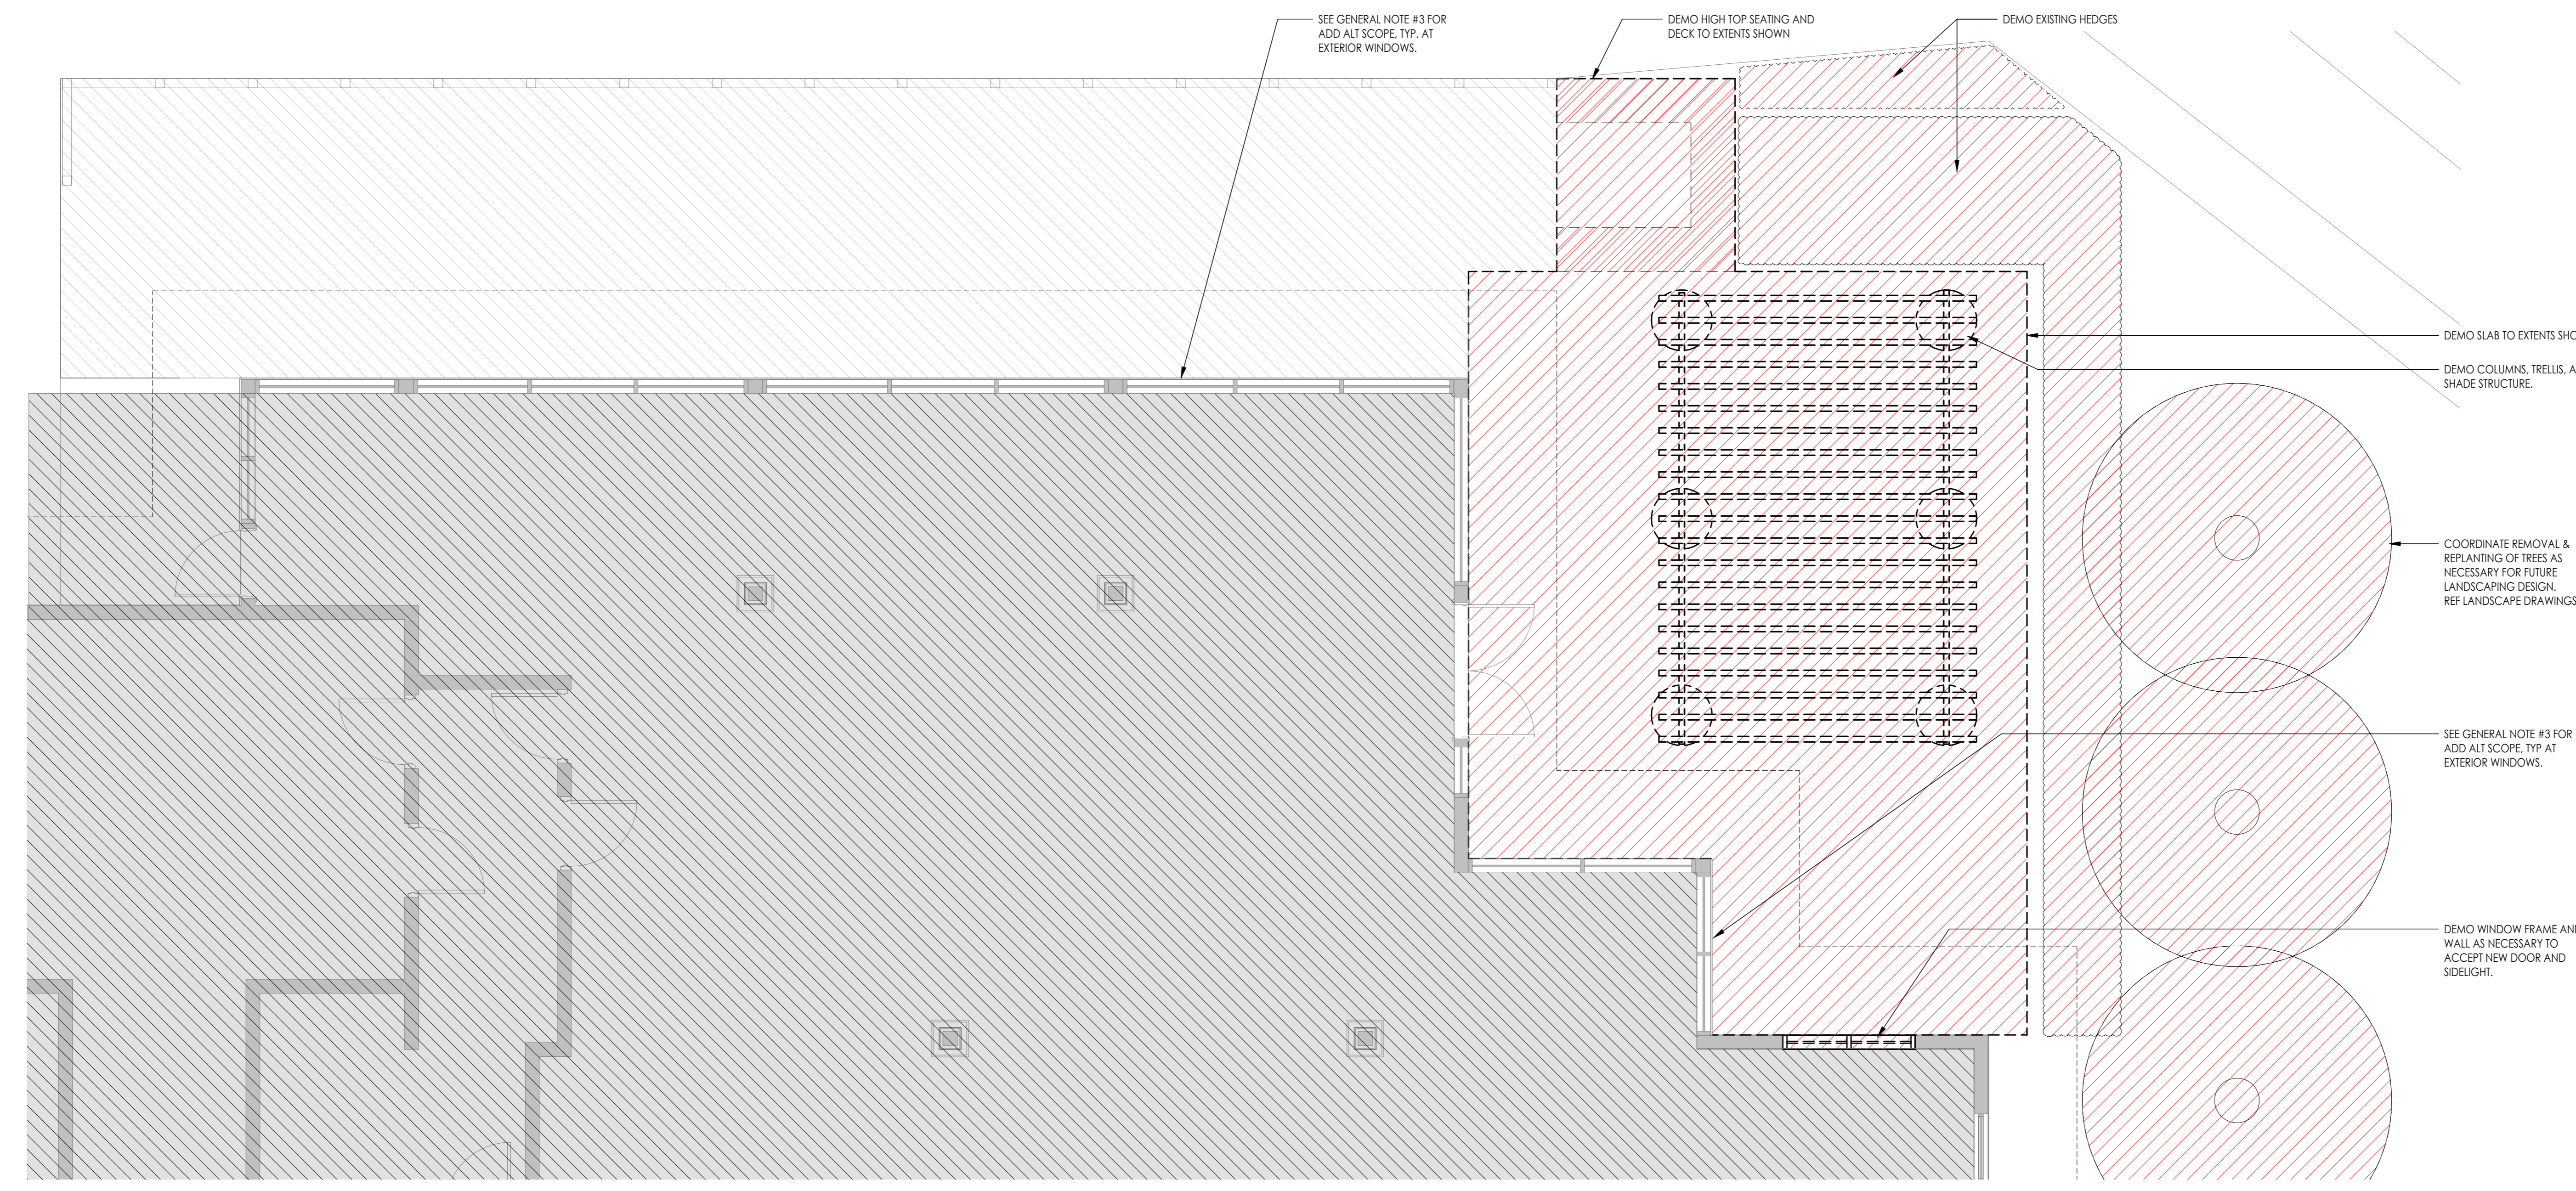 SEE GENERAL NOTE #3 FOR
ADD ALT SCOPE, TYP. AT
EXTERIOR WINDOWS.
DEMO HIGH TOP SEATING AND
DECK TO EXTENTS SHOWN
DEMO EXISTING HEDGES
DEMO SLAB TO EXTENTS
DEMO COLUMNS, TRELLIS,
SHADE STRUCTURE.
COORDINATE REMOVAL &
REPLANTING OF TREES AS
NECESSARY FOR FUTURE
LANDSCAPING DESIGN.
REF LANDSCAPE DRAWINGS
SEE GENERAL NOTE #3 FOR
ADD ALT SCOPE, TYP AT
EXTERIOR WINDOWS.
DEMO WINDOW FRAME
WALL AS NECESSARY TO
ACCEPT NEW DOOR AND
SIDELIGHT.